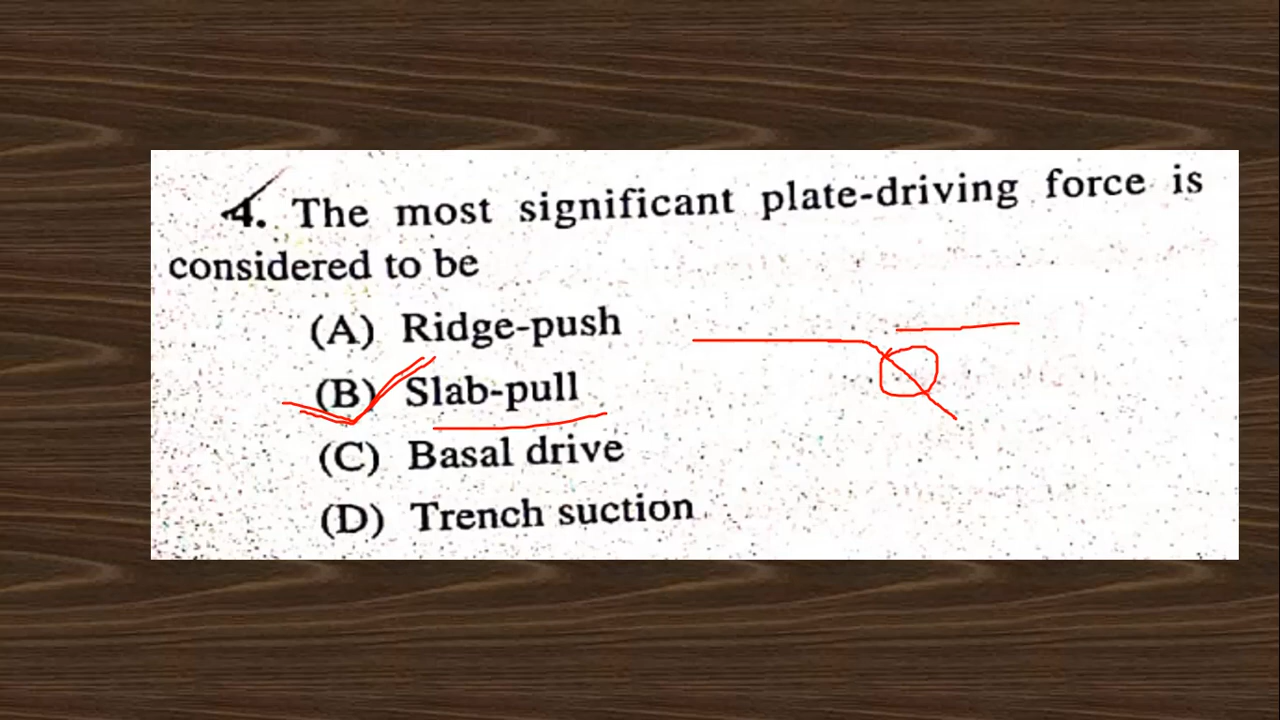 4. The most significant plate-driving force is
considered to be
(A) Ridge-push
(B) Slab-pull
(C) Basal drive
(D) Trench suction